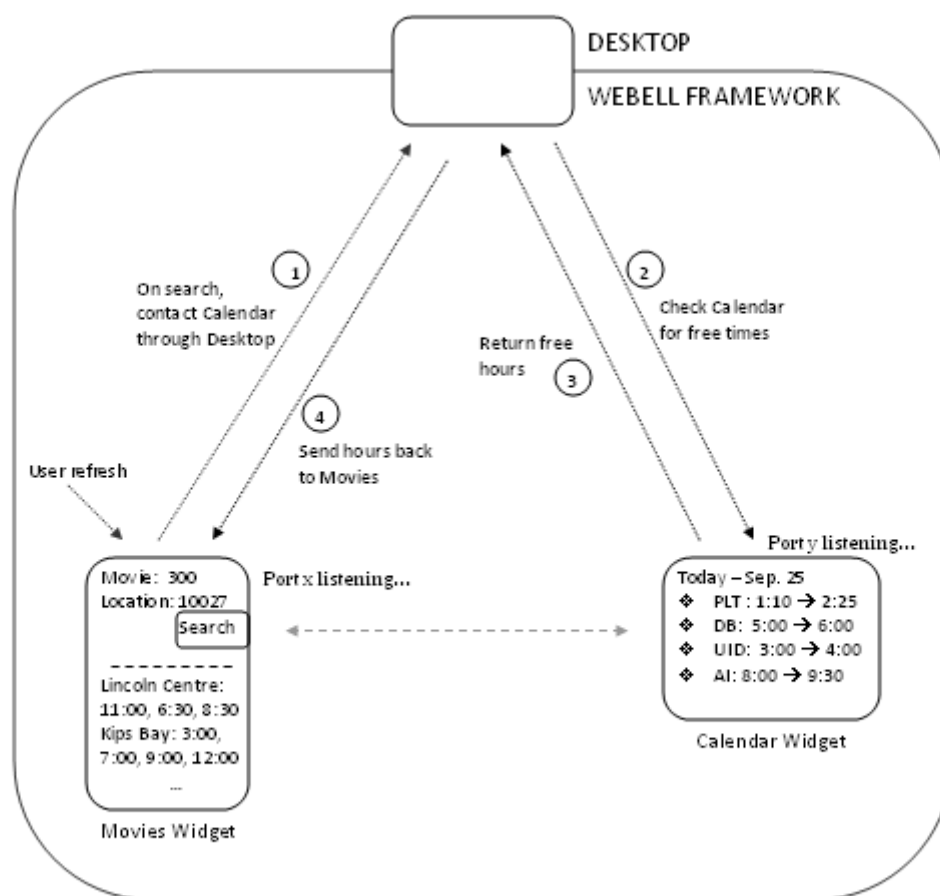 DESKTOP
WEBELL FRAMEWORK
1
On search,
contact Calendar
through Desktop
2
Check Calendar
for free times
Return free
hours
3
4
Send hours back
to Movies
User refresh
Port x listening...
Port y listening...
Movie: 300
Location: 10027
Search
----------------
Lincoln Centre:
11:00, 6:30, 8:30
Kips Bay: 3:00,
7:00, 9:00, 12:00
...
Movies Widget
Today – Sep. 25
❖ PLT : 1:10 → 2:25
❖ DB: 5:00 → 6:00
❖ UID: 3:00 → 4:00
❖ AI: 8:00 → 9:30
Calendar Widget